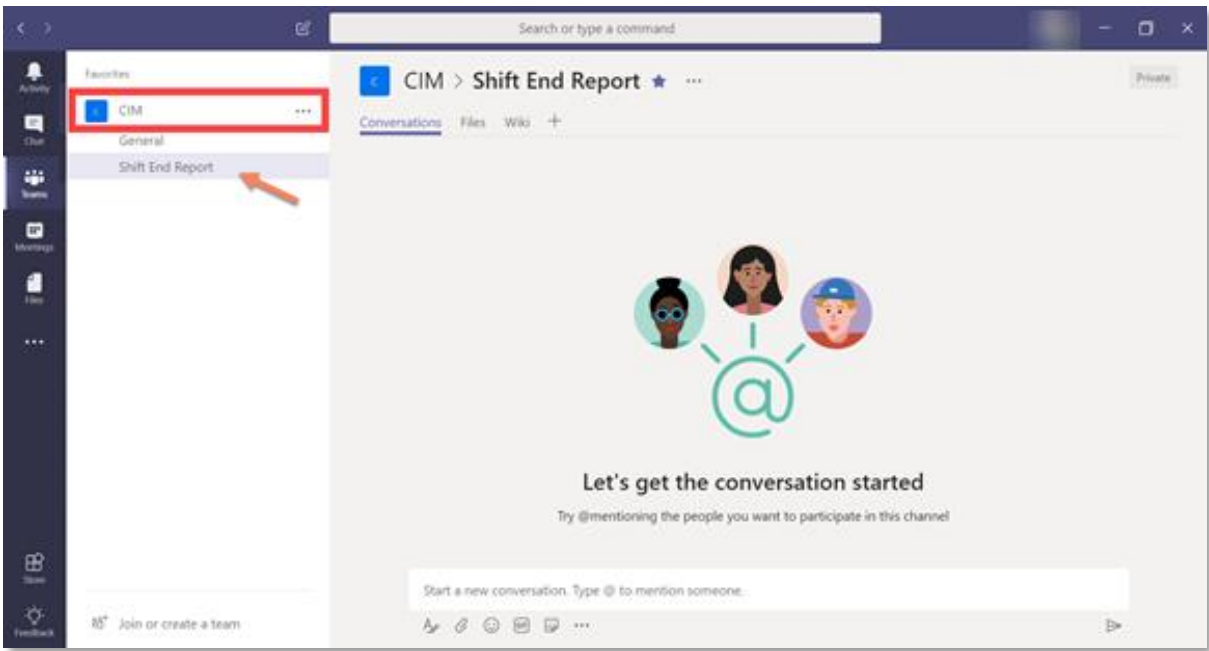 Search or type a command
Activity
Chat
Teams
Meetings
Files
Store
Feedback
Favorites
CIM
General
Shift End Report
Join or create a team
CIM > Shift End Report
Private
Conversations Files Wiki
Let's get the conversation started
Try @mentioning the people you want to participate in this channel
Start a new conversation. Type @ to mention someone.